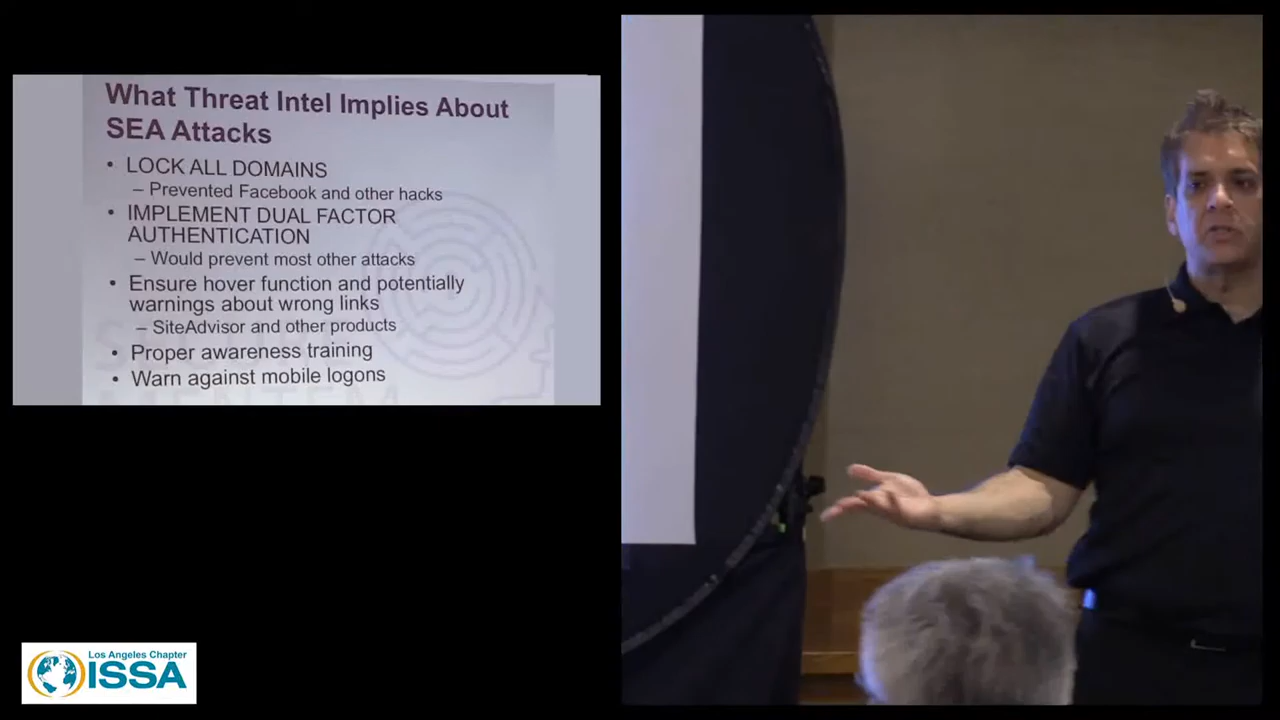 What Threat Intel Implies About
SEA Attacks
• LOCK ALL DOMAINS
– Prevented Facebook and other hacks
• IMPLEMENT DUAL FACTOR
AUTHENTICATION
– Would prevent most other attacks
• Ensure hover function and potentially
warnings about wrong links
– SiteAdvisor and other products
• Proper awareness training
• Warn against mobile logons
Los Angeles Chapter
ISSA